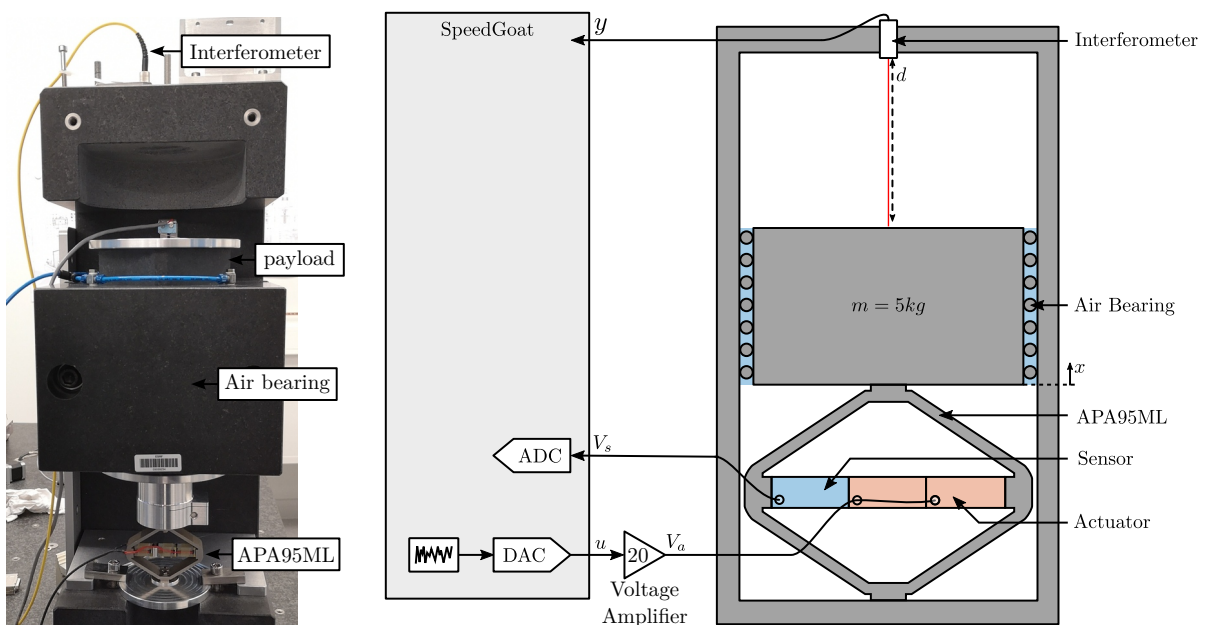 Interferometer
payload
Air bearing
APA95ML
SpeedGoat
y
Interferometer
d
m = 5kg
Air Bearing
x
APA95ML
ADC
V_s
Sensor
Actuator
DAC
u
20
V_a
Voltage
Amplifier